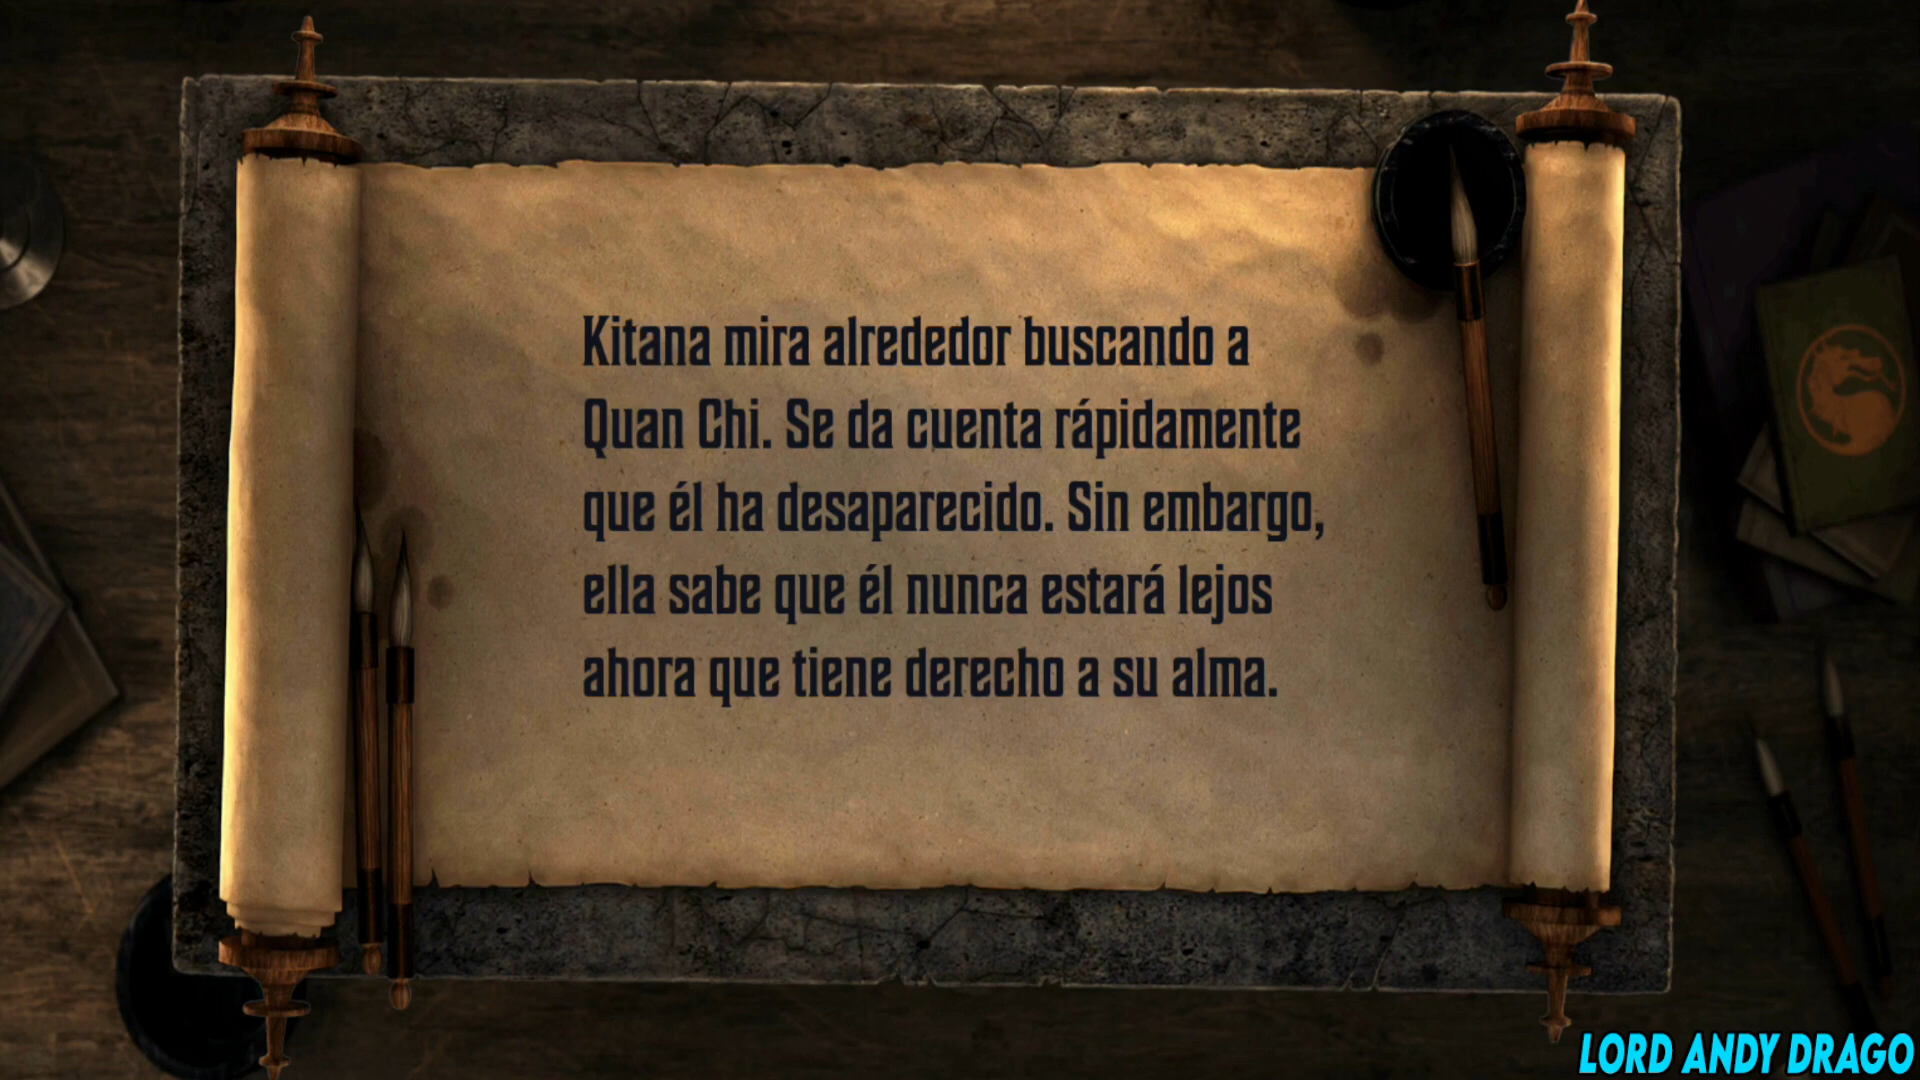 Kitana mira alrededor buscando a
Quan Chi. Se da cuenta rápidamente
que él ha desaparecido. Sin embargo,
ella sabe que él nunca estará lejos
ahora que tiene derecho a su alma.
LORD ANDY DRAGO